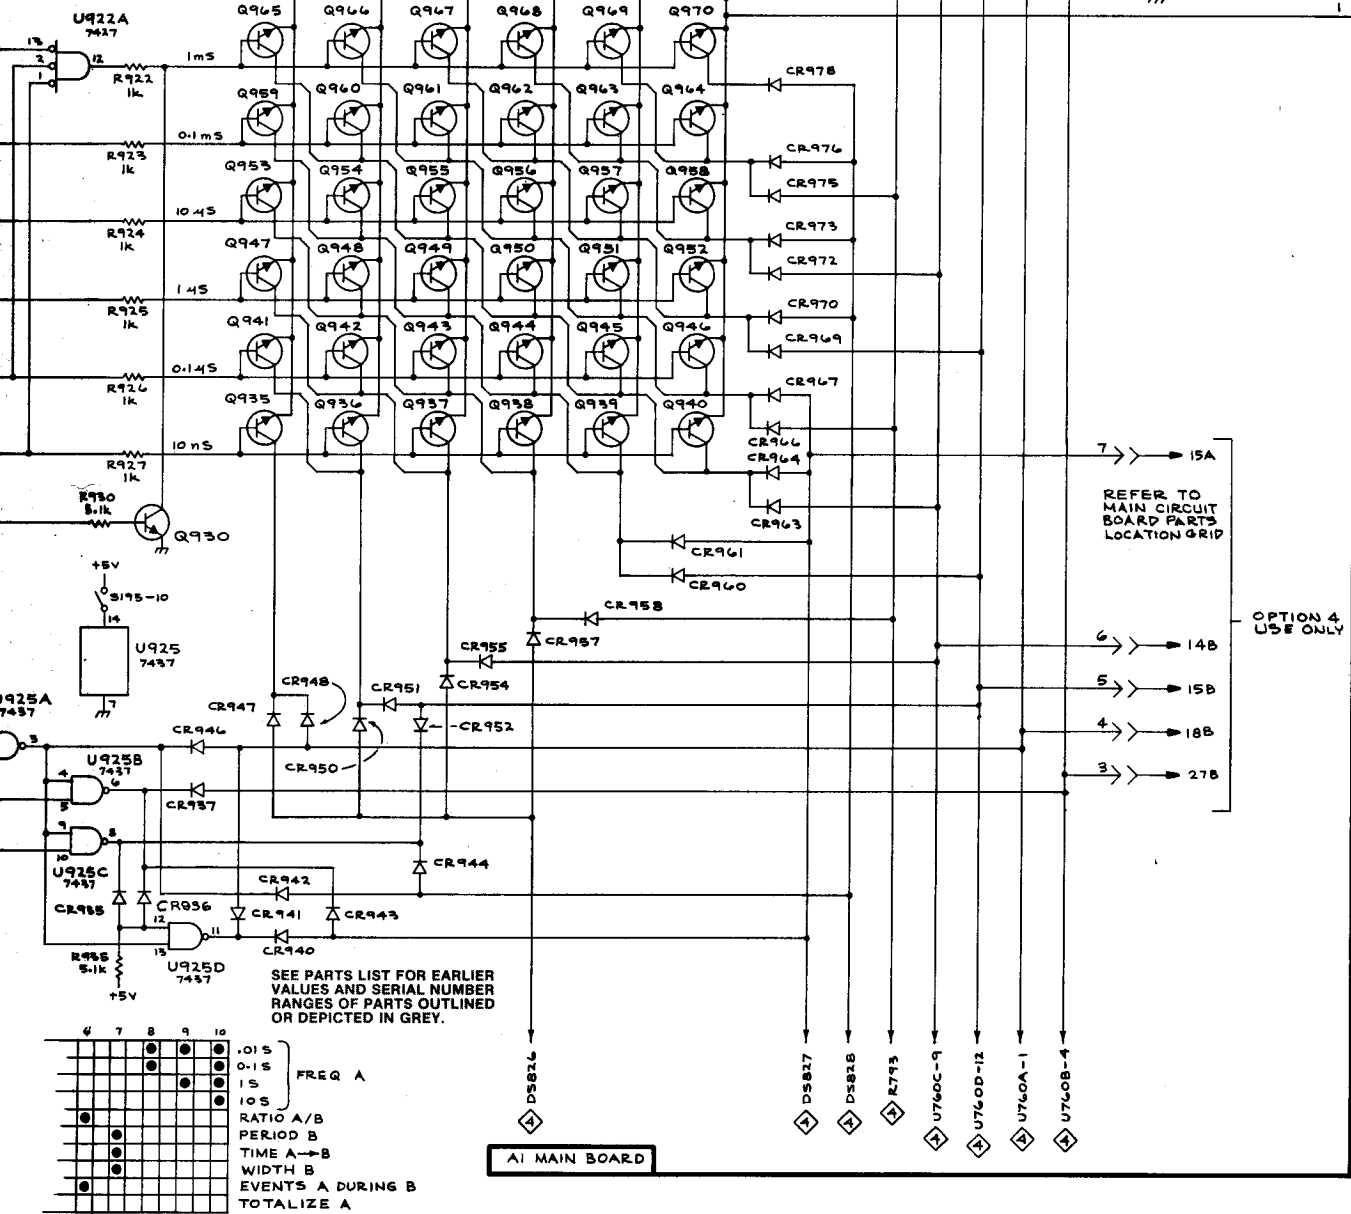 Q965 Q966 Q967 Q968 Q969 Q970
U922A
7427
13
2
1
12
R922
1k
1mS
CR978
Q959 Q960 Q961 Q962 Q963 Q964
0.1mS
R923
1k
CR976
CR975
Q953 Q954 Q955 Q956 Q957 Q958
10µS
R924
1k
CR973
CR972
Q947 Q948 Q949 Q950 Q951 Q952
1µS
R925
1k
CR970
CR969
Q941 Q942 Q943 Q944 Q945 Q946
0.1µS
R926
1k
CR967
CR966
Q935 Q936 Q937 Q938 Q939 Q940
10nS
R927
1k
CR964
CR963
7 15A
REFER TO
MAIN CIRCUIT
BOARD PARTS
LOCATION GRID
R930
5.1k
Q930
CR961
CR960
+5V
S195-10
14
U925
7437
7
CR958
CR957
CR955
CR954
OPTION 4
USE ONLY
6 14B
5 15B
4 18B
3 27B
CR948
CR947
CR951
CR952
CR950
U925A
7437
3
CR946
U925B
7437
4
5
6
CR937
9
10
8
U925C
7437
CR944
CR942
CR935
CR936
CR941
CR943
12
13
11
CR940
R935
5.1k
+5V
U925D
7437
SEE PARTS LIST FOR EARLIER
VALUES AND SERIAL NUMBER
RANGES OF PARTS OUTLINED
OR DEPICTED IN GREY.
6 7 8 9 10
.01S
0.1S
1S
10S
FREQ A
RATIO A/B
PERIOD B
TIME A→B
WIDTH B
EVENTS A DURING B
TOTALIZE A
DS826 4
DS827 4
DS828 4
R793 4
U760C-9 4
U760D-12 4
U760A-1 4
U760B-4 4
A1 MAIN BOARD